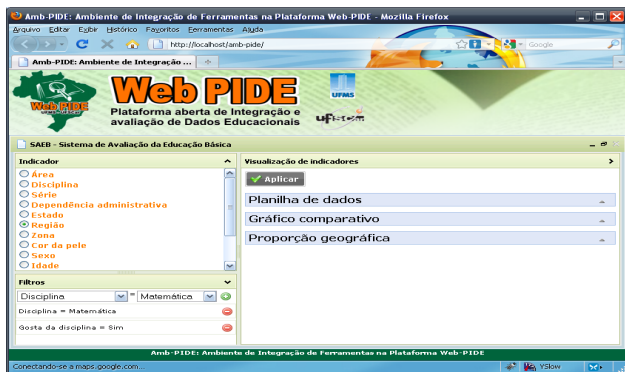 Amb-PIDE: Ambiente de Integração de Ferramentas na Plataforma Web-PIDE - Mozilla Firefox
Arquivo Editar Exibir Histórico Favoritos Ferramentas Ajuda
http://localhost/amb-pide/
Google
Amb-PIDE: Ambiente de Integração ...
Web PIDE
Web PIDE
Plataforma aberta de Integração e
avaliação de Dados Educacionais
UFMS
SAEB - Sistema de Avaliação da Educação Básica
Indicador
Área
Disciplina
Série
Dependência administrativa
Estado
Região
Zona
Cor da pele
Sexo
Idade
Filtros
Disciplina = Matemática
Disciplina = Matemática
Gosta da disciplina = Sim
Visualização de indicadores
Aplicar
Planilha de dados
Gráfico comparativo
Proporção geográfica
Amb-PIDE: Ambiente de Integração de Ferramentas na Plataforma Web-PIDE
Conectando-se a maps.google.com...
YSlow